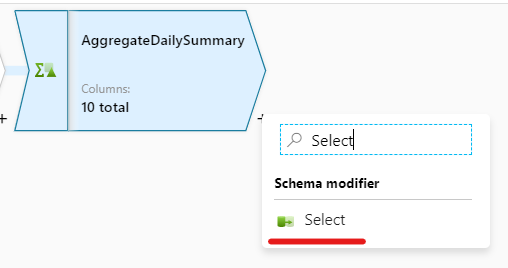 AggregateDailySummary
Columns:
10 total
+
+
Select
Schema modifier
Select